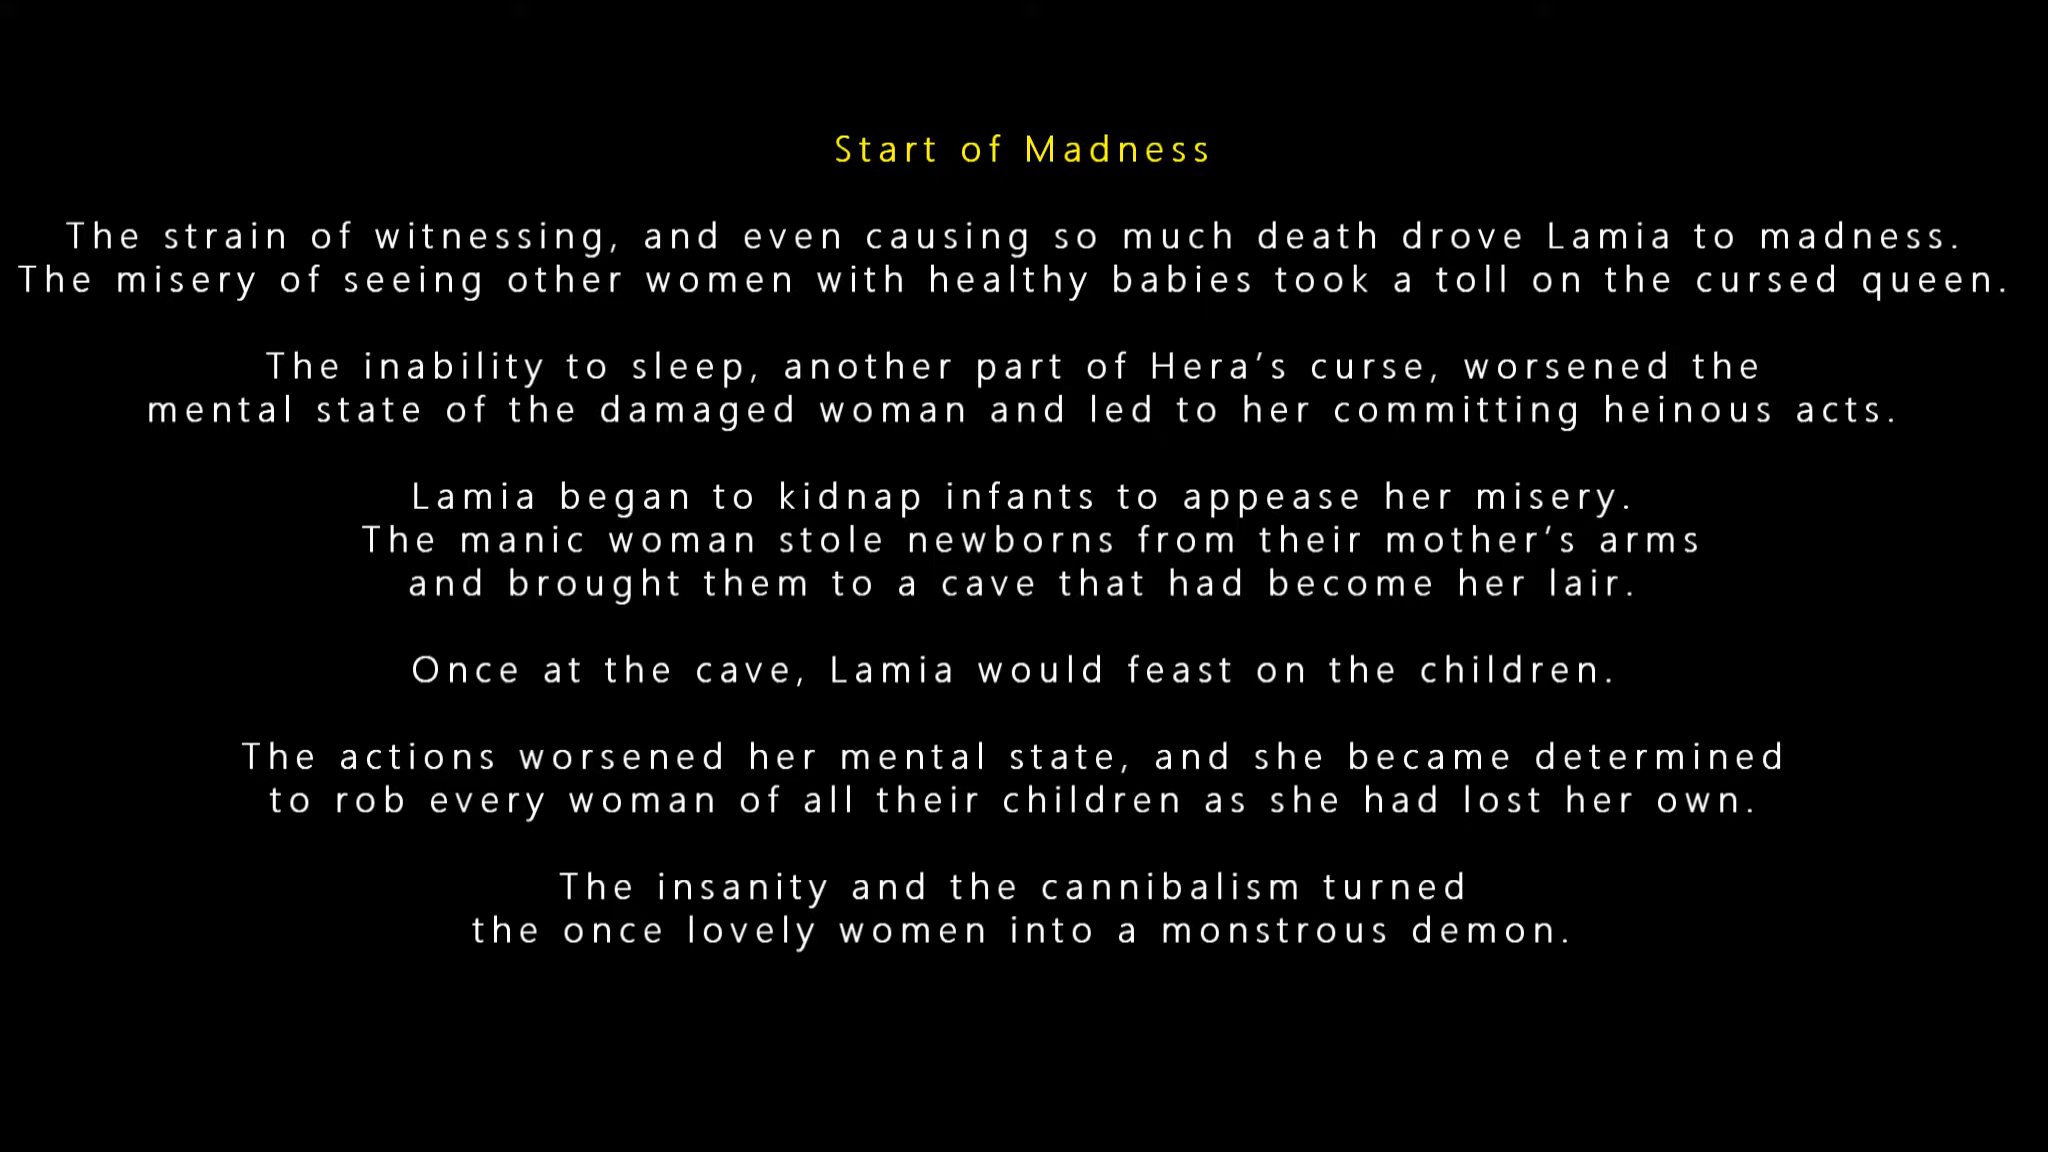 Start of Madness
The strain of witnessing, and even causing so much death drove Lamia to madness.
The misery of seeing other women with healthy babies took a toll on the cursed queen.
The inability to sleep, another part of Hera’s curse, worsened the
mental state of the damaged woman and led to her committing heinous acts.
Lamia began to kidnap infants to appease her misery.
The manic woman stole newborns from their mother’s arms
and brought them to a cave that had become her lair.
Once at the cave, Lamia would feast on the children.
The actions worsened her mental state, and she became determined
to rob every woman of all their children as she had lost her own.
The insanity and the cannibalism turned
the once lovely women into a monstrous demon.